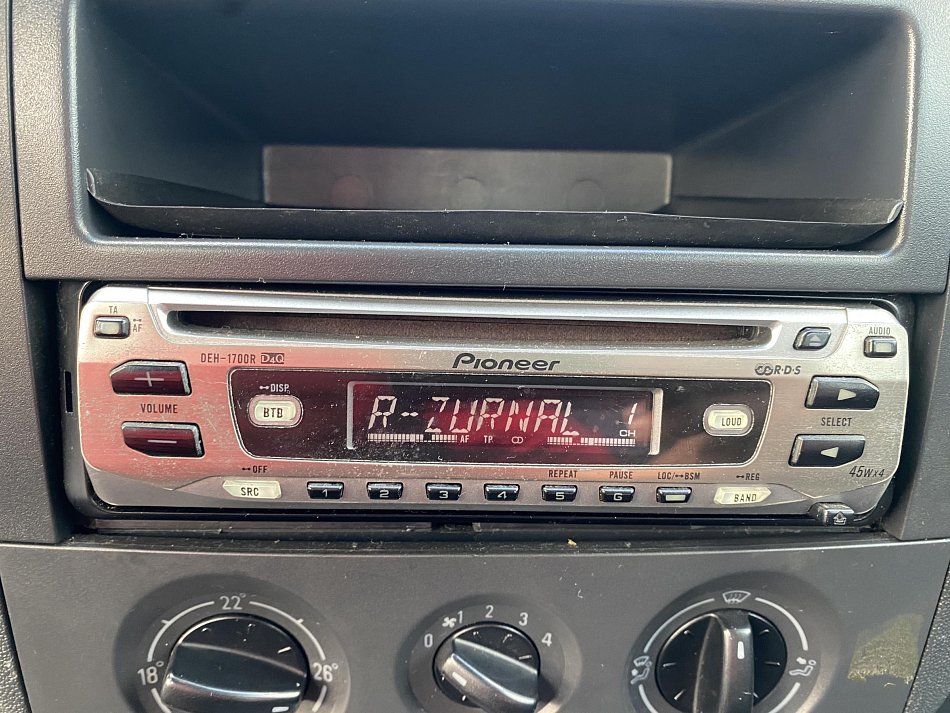 TA
AF
DEH-1700R D4Q
Pioneer
R·D·S
AUDIO
VOLUME
DISP
BTB
R-ZURNAL 1
AF TP CH
LOUD
SELECT
45W×4
OFF
SRC
1 2 3 4 5 6
REPEAT PAUSE LOC/BSM REG
BAND
18° 22° 26°
0 1 2 3 4